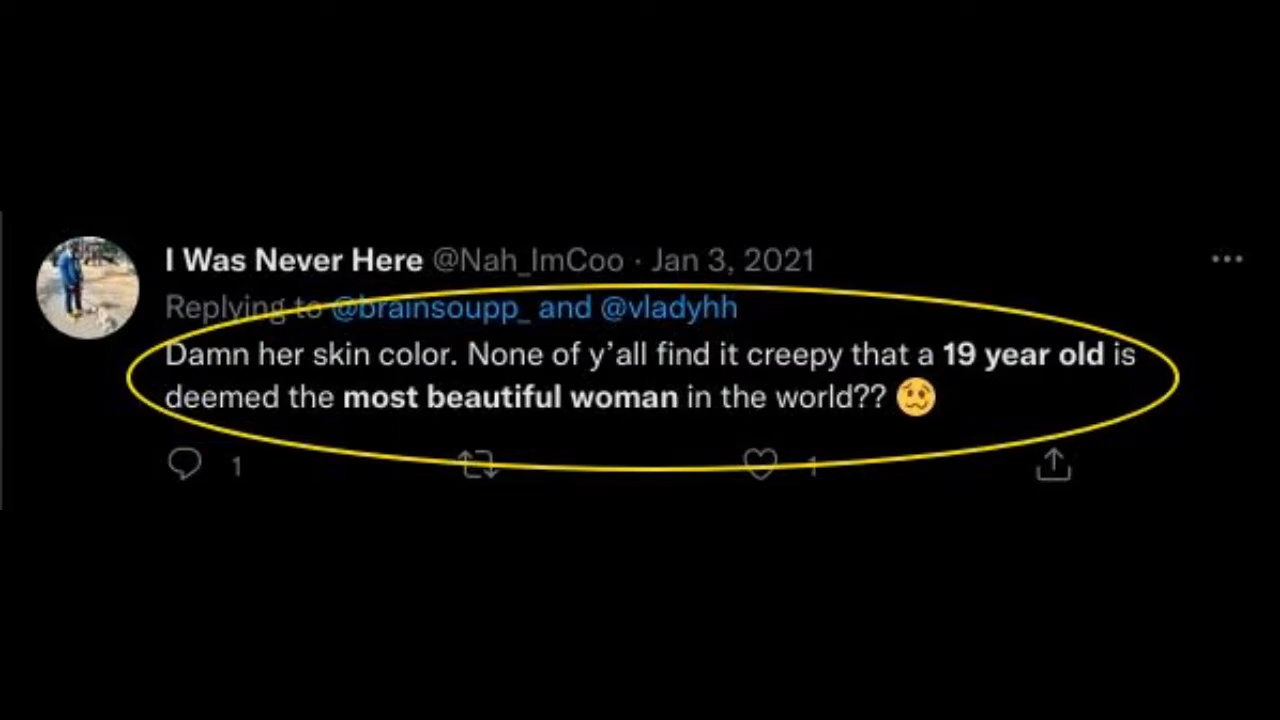 I Was Never Here @Nah_ImCoo · Jan 3, 2021
Replying to @brainsoupp_ and @vladyhh
Damn her skin color. None of y’all find it creepy that a 19 year old is
deemed the most beautiful woman in the world?? 🥴
1 1